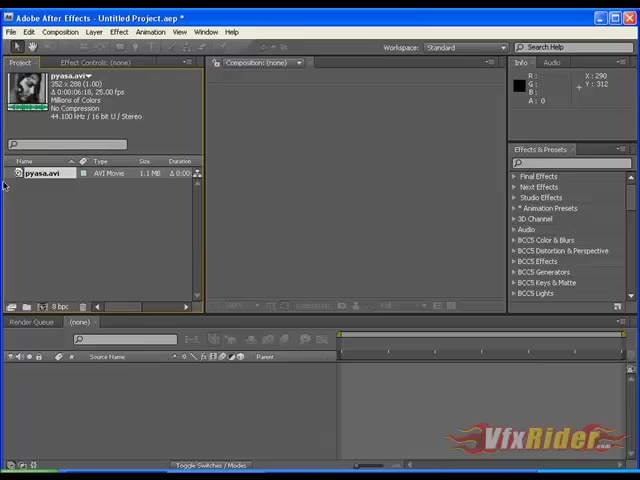 Adobe After Effects - Untitled Project.aep *
File Edit Composition Layer Effect Animation View Window Help
Workspace: Standard Search Help
Project Effect Controls: (none) Composition: (none) Info Audio
pyasa.avi
352 x 288 (1.00)
Δ 0:00:06:18, 25.00 fps
Millions of Colors
No Compression
44.100 kHz / 16 bit U / Stereo
R :
G :
B :
A : 0
X : 290
Y : 312
Name Type Size Duration
pyasa.avi AVI Movie 1.1 MB Δ 0:00:
Effects & Presets
Final Effects
Next Effects
Studio Effects
* Animation Presets
3D Channel
Audio
BCC5 Color & Blurs
BCC5 Distortion & Perspective
BCC5 Effects
BCC5 Generators
BCC5 Keys & Matte
BCC5 Lights
8 bpc
Render Queue (none)
# Source Name Parent
VfxRider.com
Toggle Switches / Modes